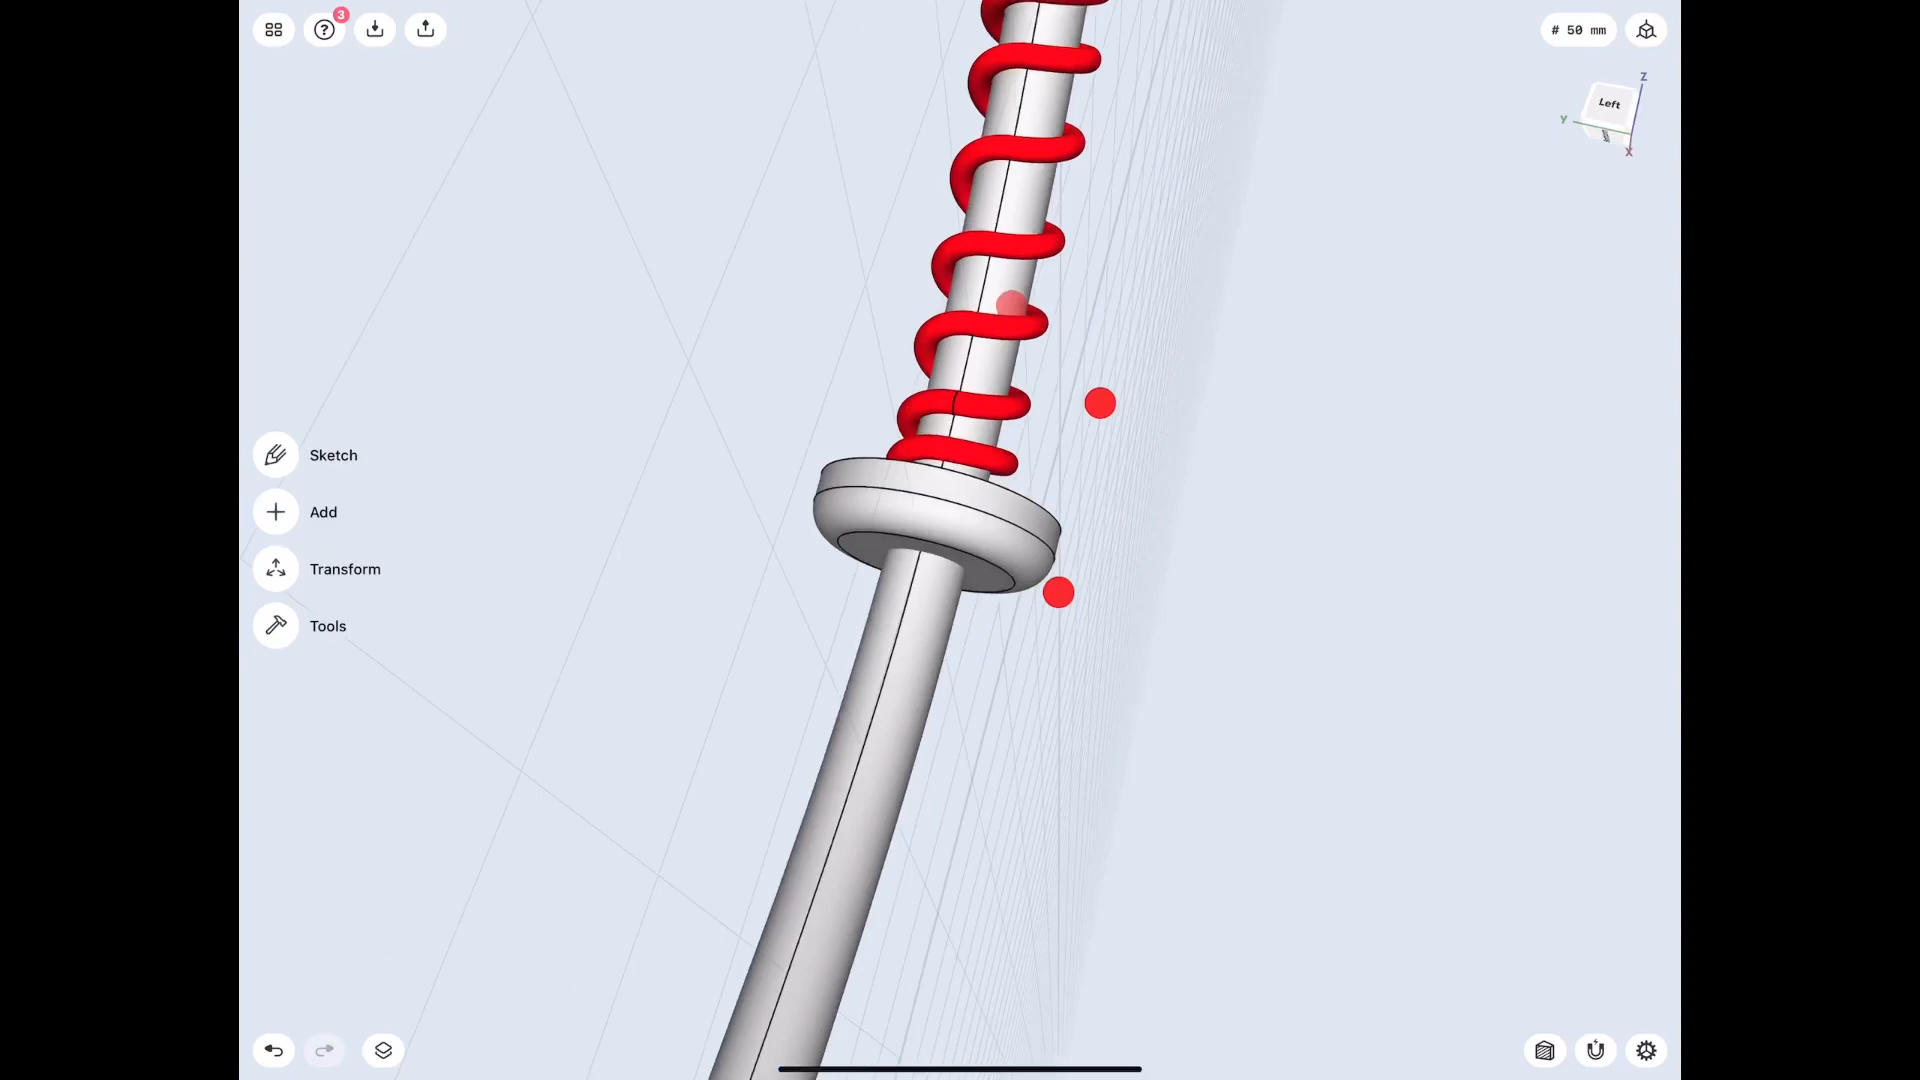 3
# 50 mm
Z
Left
Y
X
Sketch
Add
Transform
Tools